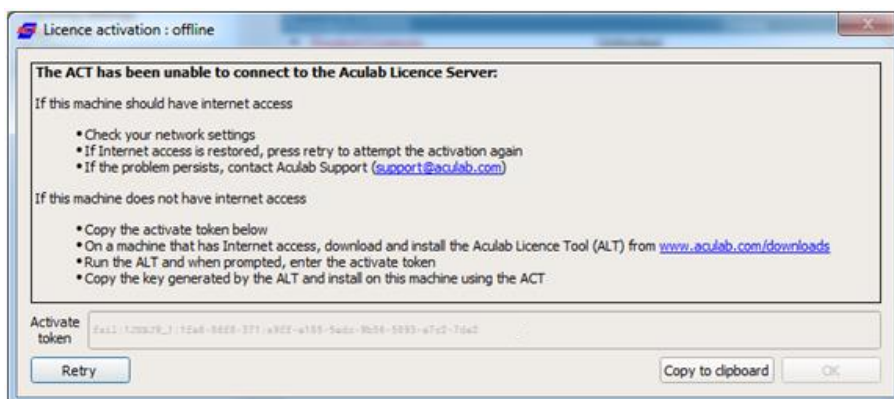 Licence activation : offline
The ACT has been unable to connect to the Aculab Licence Server:
If this machine should have internet access
• Check your network settings
• If Internet access is restored, press retry to attempt the activation again
• If the problem persists, contact Aculab Support (support@aculab.com)
If this machine does not have internet access
• Copy the activate token below
• On a machine that has Internet access, download and install the Aculab Licence Tool (ALT) from www.aculab.com/downloads
• Run the ALT and when prompted, enter the activate token
• Copy the key generated by the ALT and install on this machine using the ACT
Activate
token
Retry
Copy to clipboard
OK